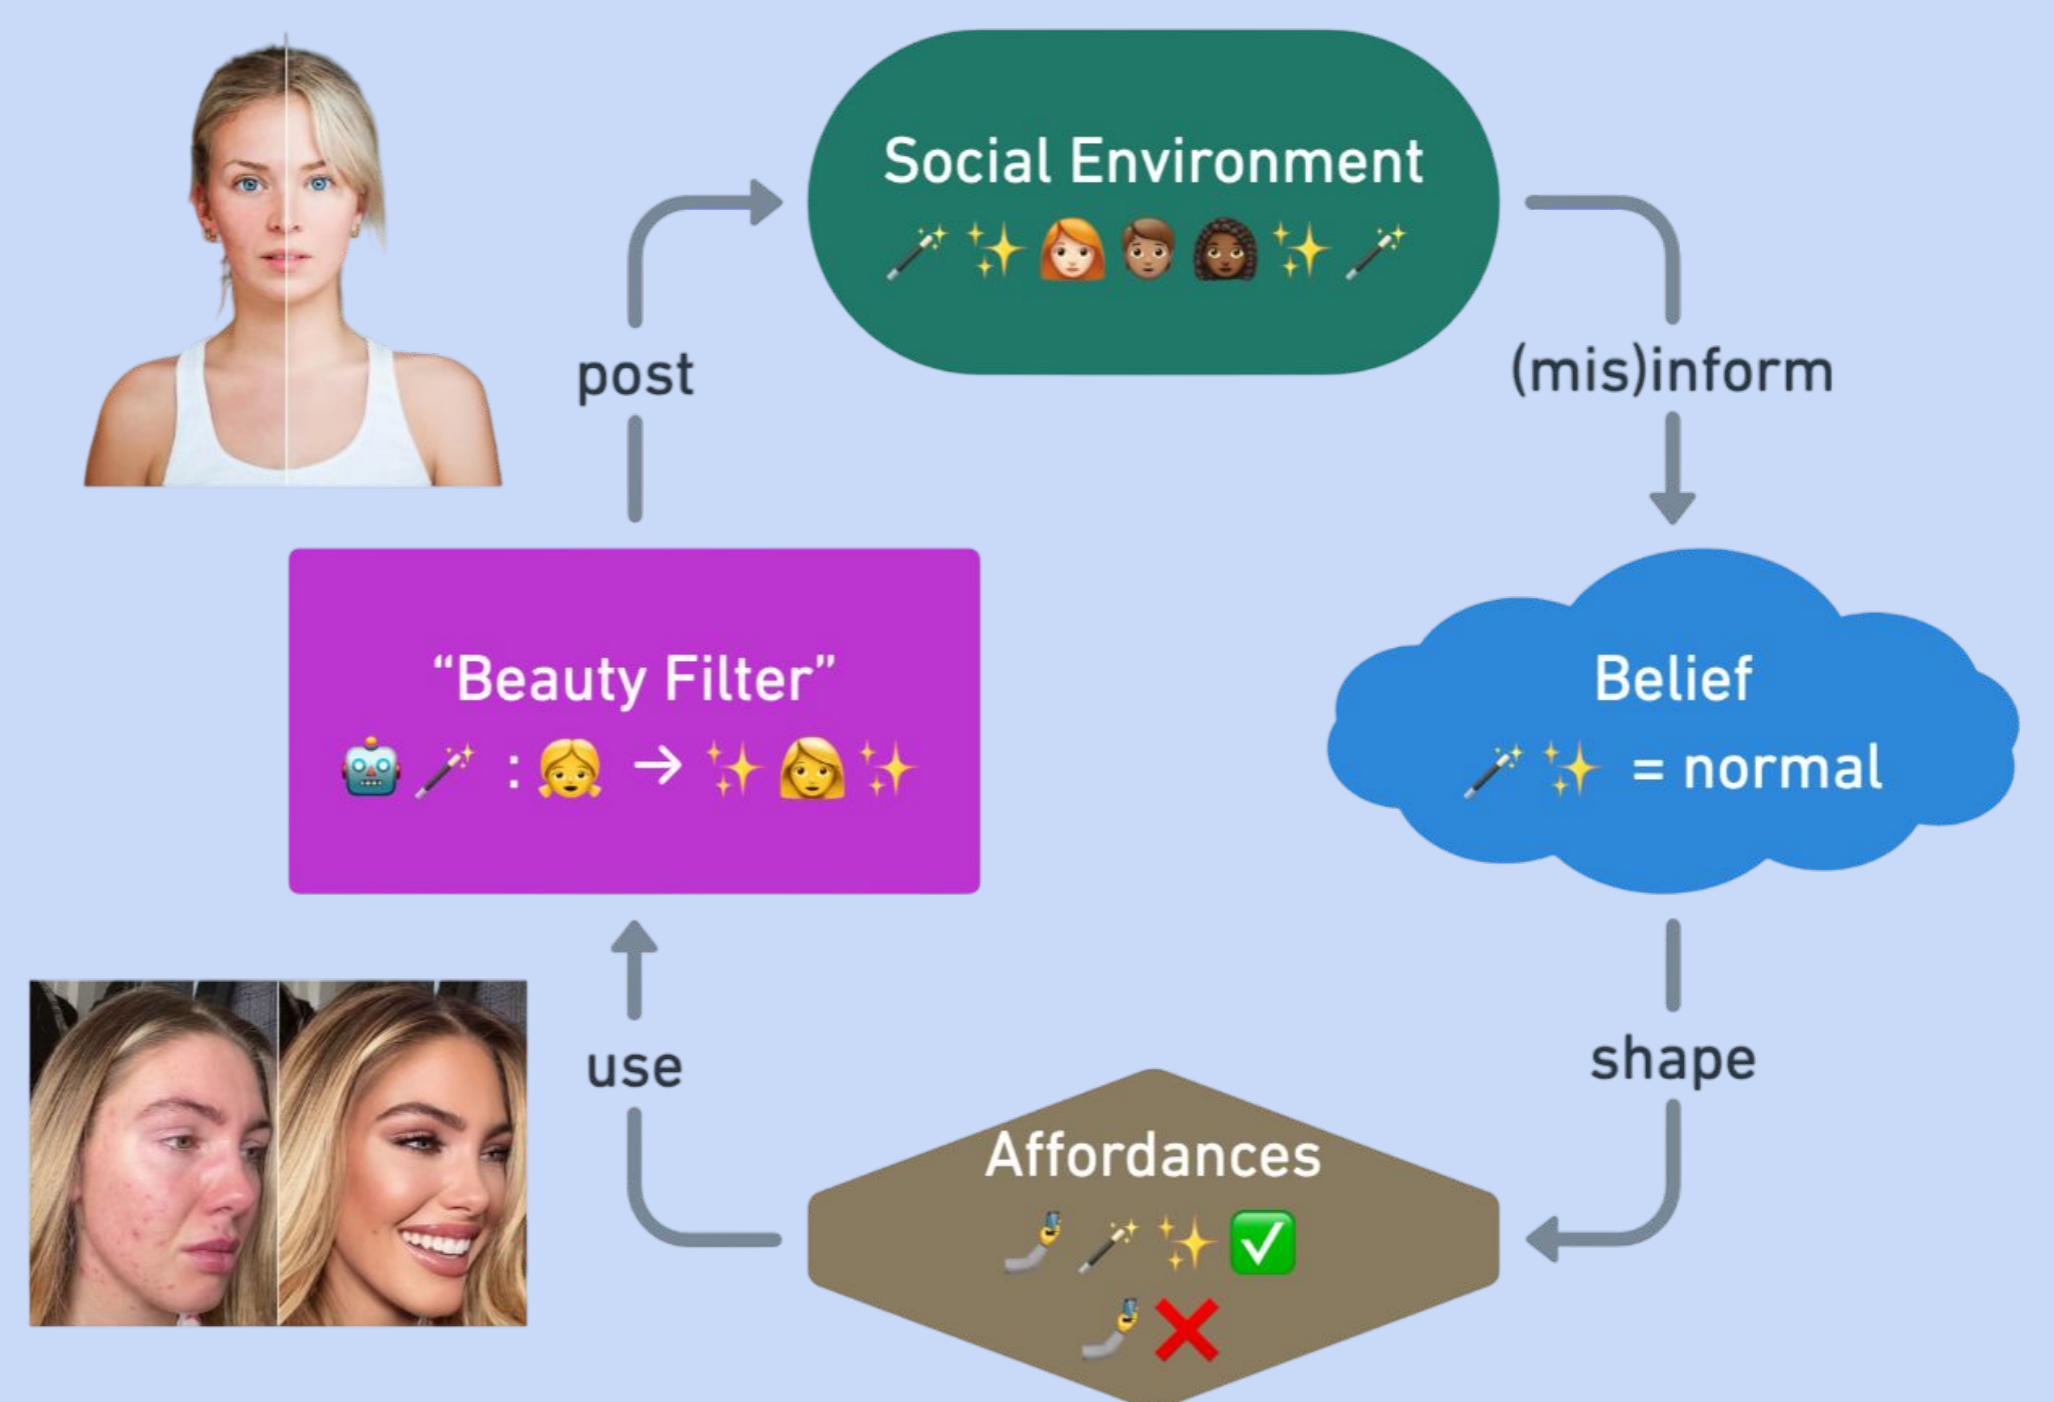 Social Environment
post
(mis)inform
“Beauty Filter”
: →
Belief
= normal
use
shape
Affordances